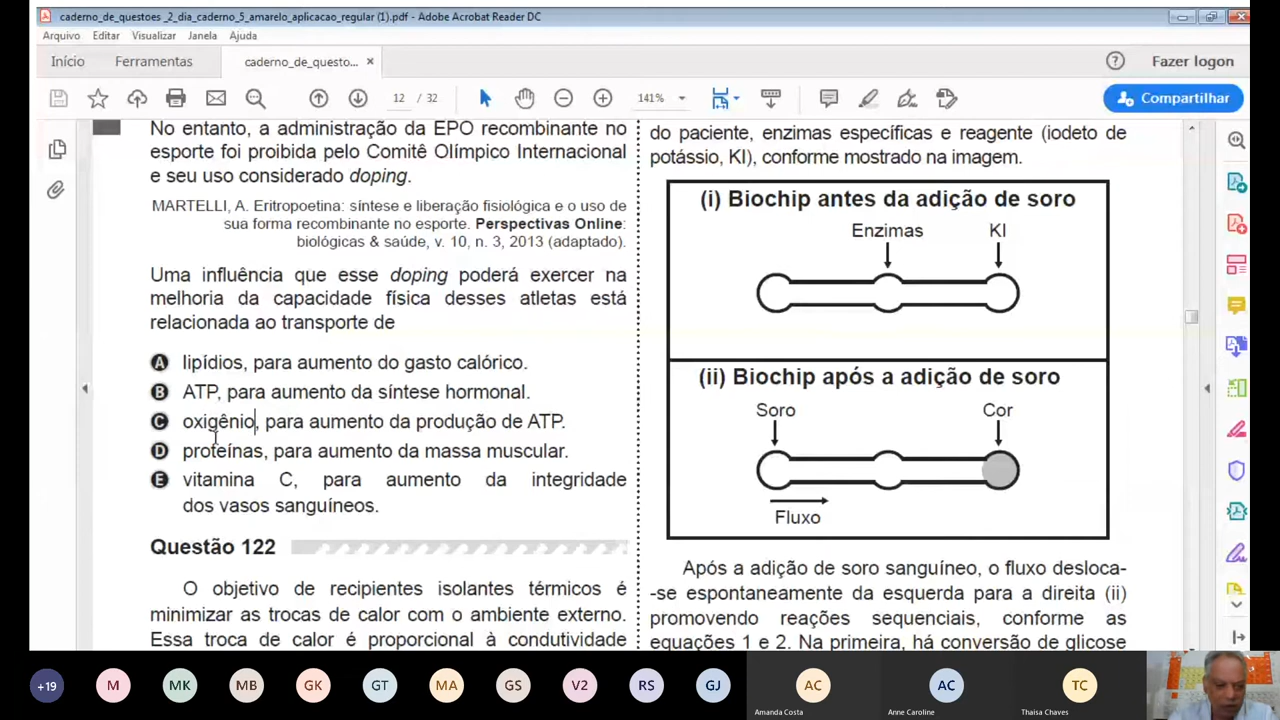 caderno_de_questoes _2_dia_caderno_5_amarelo_aplicacao_regular (1).pdf - Adobe Acrobat Reader DC
Arquivo Editar Visualizar Janela Ajuda
Início Ferramentas caderno_de_questo... ×
Fazer logon
12 / 32
141%
Compartilhar
No entanto, a administração da EPO recombinante no
esporte foi proibida pelo Comitê Olímpico Internacional
e seu uso considerado doping.
MARTELLI, A. Eritropoetina: síntese e liberação fisiológica e o uso de
sua forma recombinante no esporte. Perspectivas Online:
biológicas & saúde, v. 10, n. 3, 2013 (adaptado).
Uma influência que esse doping poderá exercer na
melhoria da capacidade física desses atletas está
relacionada ao transporte de
A lipídios, para aumento do gasto calórico.
B ATP, para aumento da síntese hormonal.
C oxigênio, para aumento da produção de ATP.
D proteínas, para aumento da massa muscular.
E vitamina C, para aumento da integridade
dos vasos sanguíneos.
Questão 122
O objetivo de recipientes isolantes térmicos é
minimizar as trocas de calor com o ambiente externo.
Essa troca de calor é proporcional à condutividade
do paciente, enzimas específicas e reagente (iodeto de
potássio, KI), conforme mostrado na imagem.
(i) Biochip antes da adição de soro
Enzimas KI
(ii) Biochip após a adição de soro
Soro Cor
Fluxo
Após a adição de soro sanguíneo, o fluxo desloca-
-se espontaneamente da esquerda para a direita (ii)
promovendo reações sequenciais, conforme as
equações 1 e 2. Na primeira, há conversão de glicose
+19 M MK MB GK GT MA GS V2 RS GJ AC AC TC
Amanda Costa Anne Caroline Thaisa Chaves